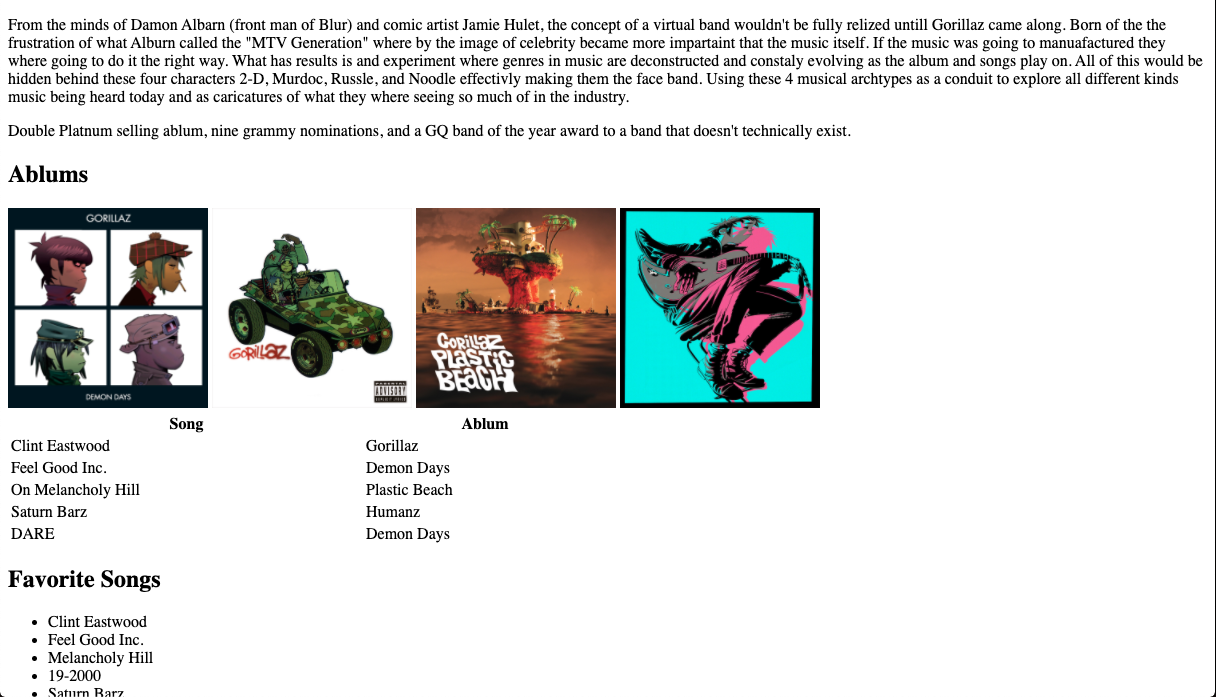 From the minds of Damon Albarn (front man of Blur) and comic artist Jamie Hulet, the concept of a virtual band wouldn't be fully relized untill Gorillaz came along. Born of the the
frustration of what Alburn called the "MTV Generation" where by the image of celebrity became more impartaint that the music itself. If the music was going to manuafactured they
where going to do it the right way. What has results is and experiment where genres in music are deconstructed and constaly evolving as the album and songs play on. All of this would be
hidden behind these four characters 2-D, Murdoc, Russle, and Noodle effectivly making them the face band. Using these 4 musical archtypes as a conduit to explore all different kinds
music being heard today and as caricatures of what they where seeing so much of in the industry.
Double Platnum selling ablum, nine grammy nominations, and a GQ band of the year award to a band that doesn't technically exist.
Ablums
GORILLAZ
DEMON DAYS
GORILLAZ
PARENTAL
ADVISORY
EXPLICIT LYRICS
GORILLAZ
PLASTIC
BEACH
Song Ablum
Clint Eastwood Gorillaz
Feel Good Inc. Demon Days
On Melancholy Hill Plastic Beach
Saturn Barz Humanz
DARE Demon Days
Favorite Songs
• Clint Eastwood
• Feel Good Inc.
• Melancholy Hill
• 19-2000
• Saturn Barz